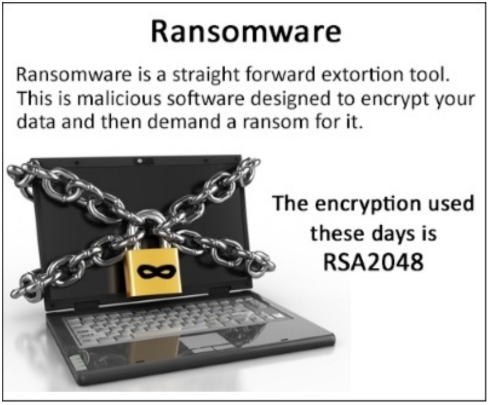 Ransomware
Ransomware is a straight forward extortion tool.
This is malicious software designed to encrypt your
data and then demand a ransom for it.
The encryption used
these days is
RSA2048